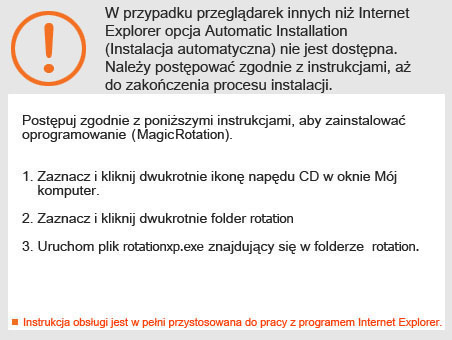 W przypadku przeglądarek innych niż Internet
Explorer opcja Automatic Installation
(Instalacja automatyczna) nie jest dostępna.
Należy postępować zgodnie z instrukcjami, aż
do zakończenia procesu instalacji.
Postępuj zgodnie z poniższymi instrukcjami, aby zainstalować
oprogramowanie (MagicRotation).
1. Zaznacz i kliknij dwukrotnie ikonę napędu CD w oknie Mój
komputer.
2. Zaznacz i kliknij dwukrotnie folder rotation
3. Uruchom plik rotationxp.exe znajdujący się w folderze rotation.
Instrukcja obsługi jest w pełni przystosowana do pracy z programem Internet Explorer.